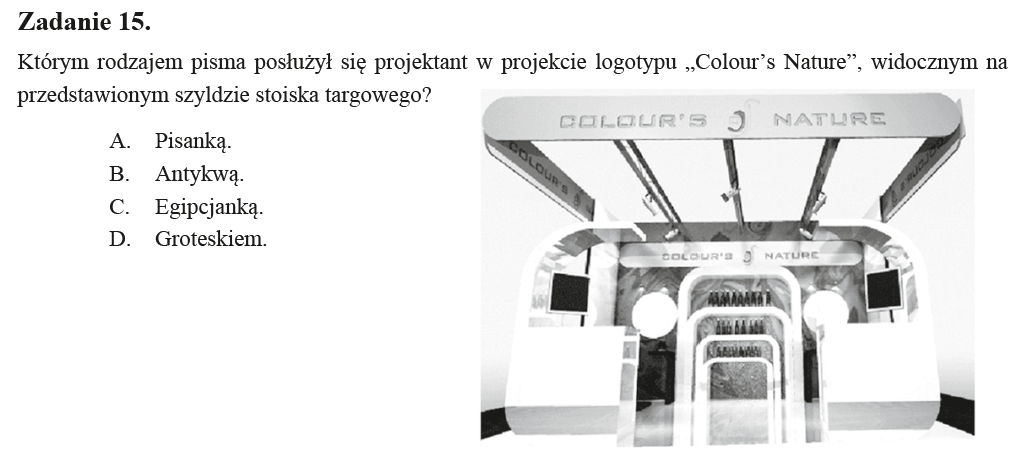 Zadanie 15.
Którym rodzajem pisma posłużył się projektant w projekcie logotypu „Colour’s Nature”, widocznym na
przedstawionym szyldzie stoiska targowego?
A. Pisanką.
B. Antykwą.
C. Egipcjanką.
D. Groteskiem.
COLOUR'S NATURE
COLOUR'S
COLOUR'S NATURE